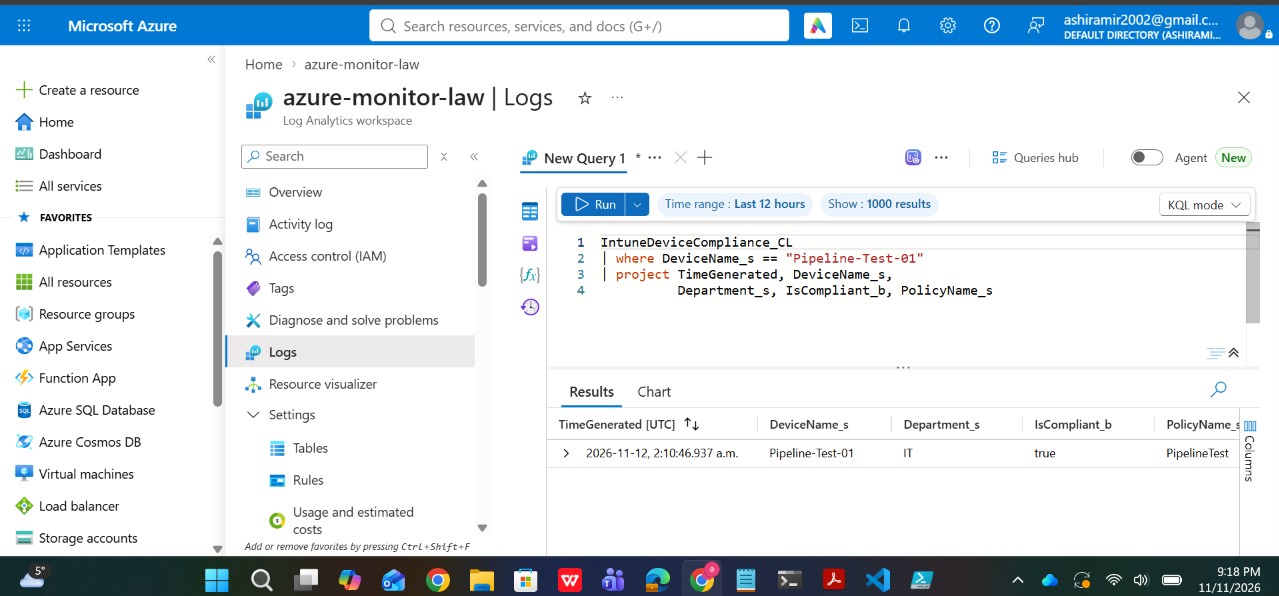 Microsoft Azure
Search resources, services, and docs (G+/)
ashiramir2002@gmail.c...
DEFAULT DIRECTORY (ASHIRAMI...
Create a resource
Home
Dashboard
All services
FAVORITES
Application Templates
All resources
Resource groups
App Services
Function App
Azure SQL Database
Azure Cosmos DB
Virtual machines
Load balancer
Storage accounts
Home > azure-monitor-law
azure-monitor-law | Logs
Log Analytics workspace
Search
Overview
Activity log
Access control (IAM)
Tags
Diagnose and solve problems
Logs
Resource visualizer
Settings
Tables
Rules
Usage and estimated
costs
Add or remove favorites by pressing Ctrl+Shift+F
New Query 1 *
Queries hub
Agent New
Run
Time range : Last 12 hours
Show : 1000 results
KQL mode
1 IntuneDeviceCompliance_CL
2 | where DeviceName_s == "Pipeline-Test-01"
3 | project TimeGenerated, DeviceName_s,
4 Department_s, IsCompliant_b, PolicyName_s
Results Chart
TimeGenerated [UTC] DeviceName_s Department_s IsCompliant_b PolicyName_s
2026-11-12, 2:10:46.937 a.m. Pipeline-Test-01 IT true PipelineTest
Columns
5°
9:18 PM
11/11/2026